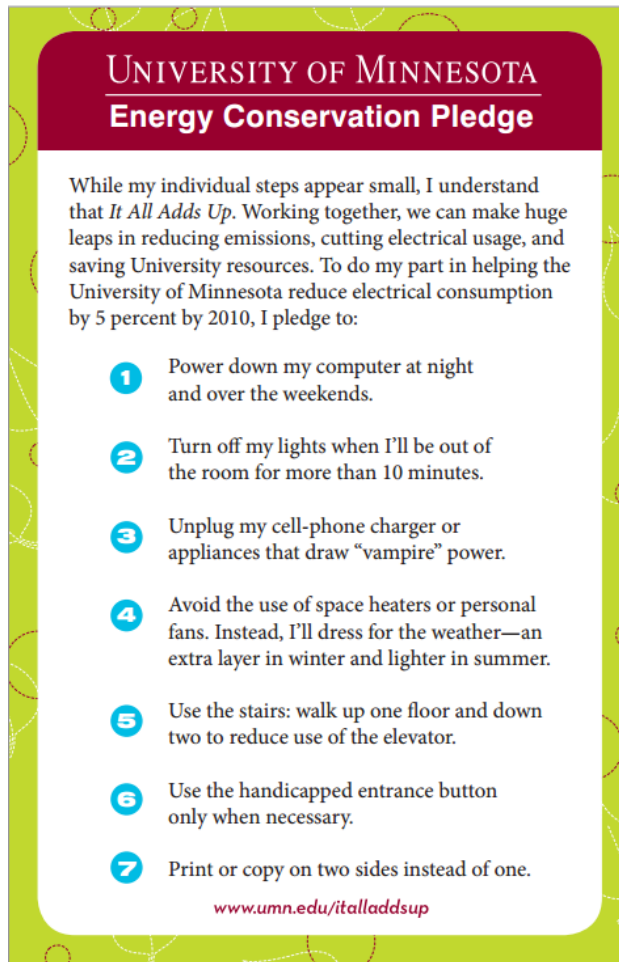 UNIVERSITY OF MINNESOTA
Energy Conservation Pledge
While my individual steps appear small, I understand
that It All Adds Up. Working together, we can make huge
leaps in reducing emissions, cutting electrical usage, and
saving University resources. To do my part in helping the
University of Minnesota reduce electrical consumption
by 5 percent by 2010, I pledge to:
1 Power down my computer at night
and over the weekends.
2 Turn off my lights when I’ll be out of
the room for more than 10 minutes.
3 Unplug my cell-phone charger or
appliances that draw “vampire” power.
4 Avoid the use of space heaters or personal
fans. Instead, I’ll dress for the weather—an
extra layer in winter and lighter in summer.
5 Use the stairs: walk up one floor and down
two to reduce use of the elevator.
6 Use the handicapped entrance button
only when necessary.
7 Print or copy on two sides instead of one.
www.umn.edu/italladdsup